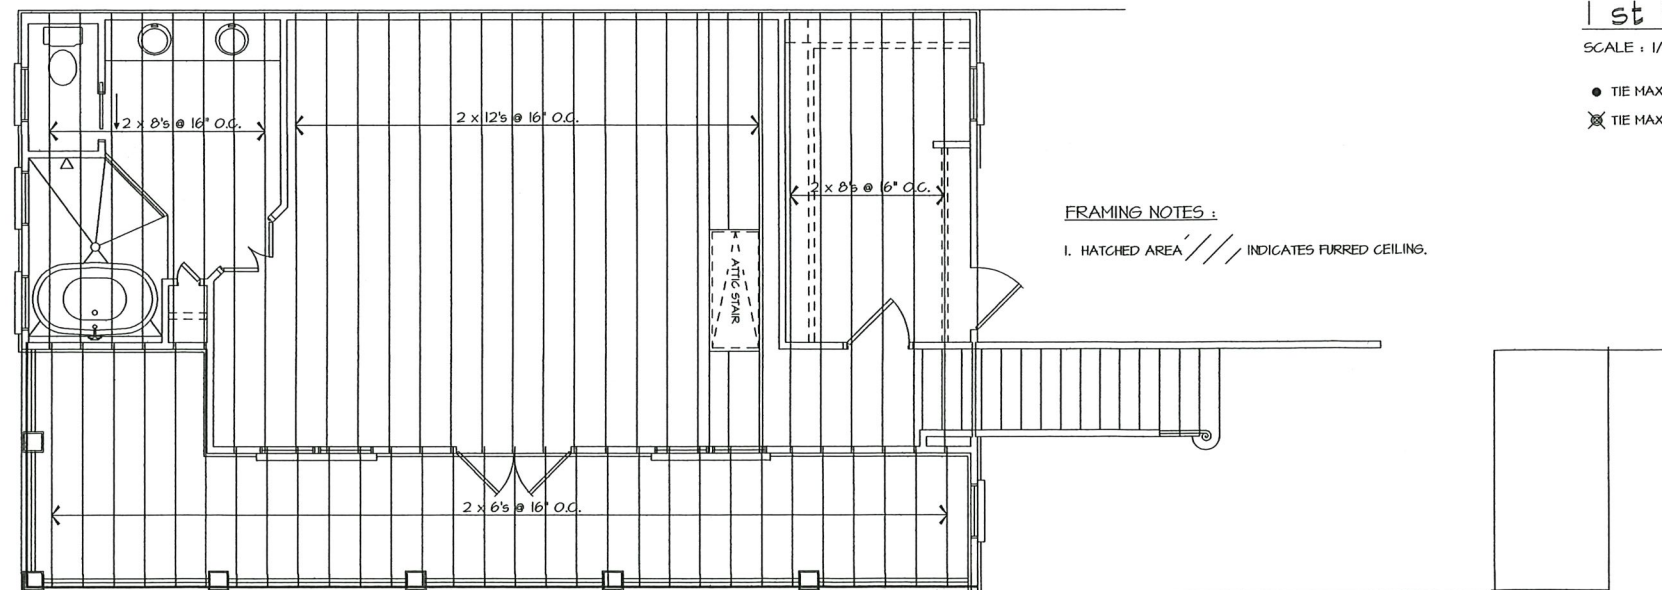 1st
SCALE : 1/
TIE MAX
TIE MAX
2 x 8's @ 16" O.C.
2 x 12's @ 16" O.C.
2 x 8's @ 16" O.C.
FRAMING NOTES :
1. HATCHED AREA INDICATES FURRED CEILING.
ATTIC STAIR
2 x 6's @ 16" O.C.